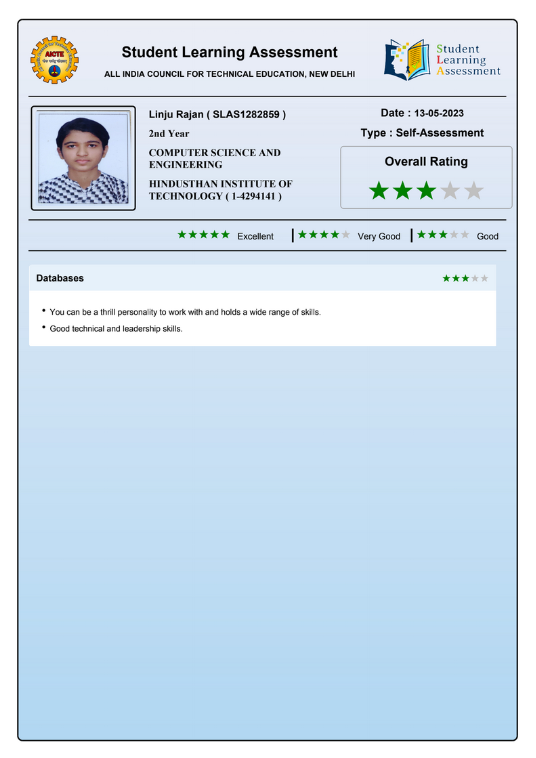 AICTE
Student Learning Assessment
ALL INDIA COUNCIL FOR TECHNICAL EDUCATION, NEW DELHI
Student
Learning
Assessment
Linju Rajan ( SLAS1282859 )
2nd Year
COMPUTER SCIENCE AND
ENGINEERING
HINDUSTHAN INSTITUTE OF
TECHNOLOGY ( 1-4294141 )
Date : 13-05-2023
Type : Self-Assessment
Overall Rating
Excellent
Very Good
Good
Databases
• You can be a thrill personality to work with and holds a wide range of skills.
• Good technical and leadership skills.